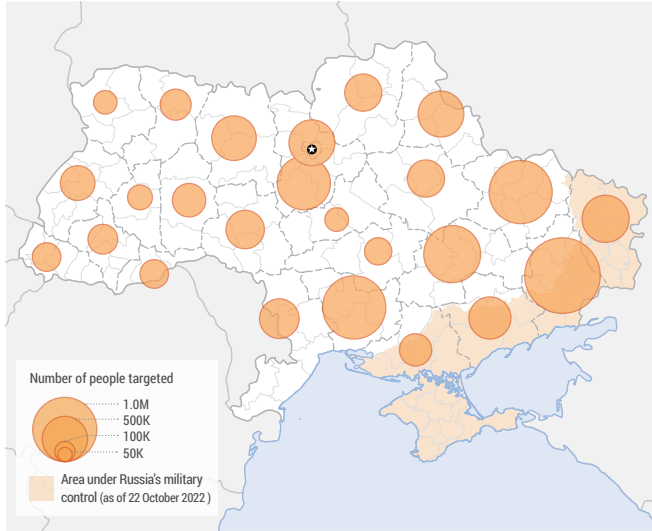 Number of people targeted
1.0M
500K
100K
50K
Area under Russia's military
control (as of 22 October 2022 )